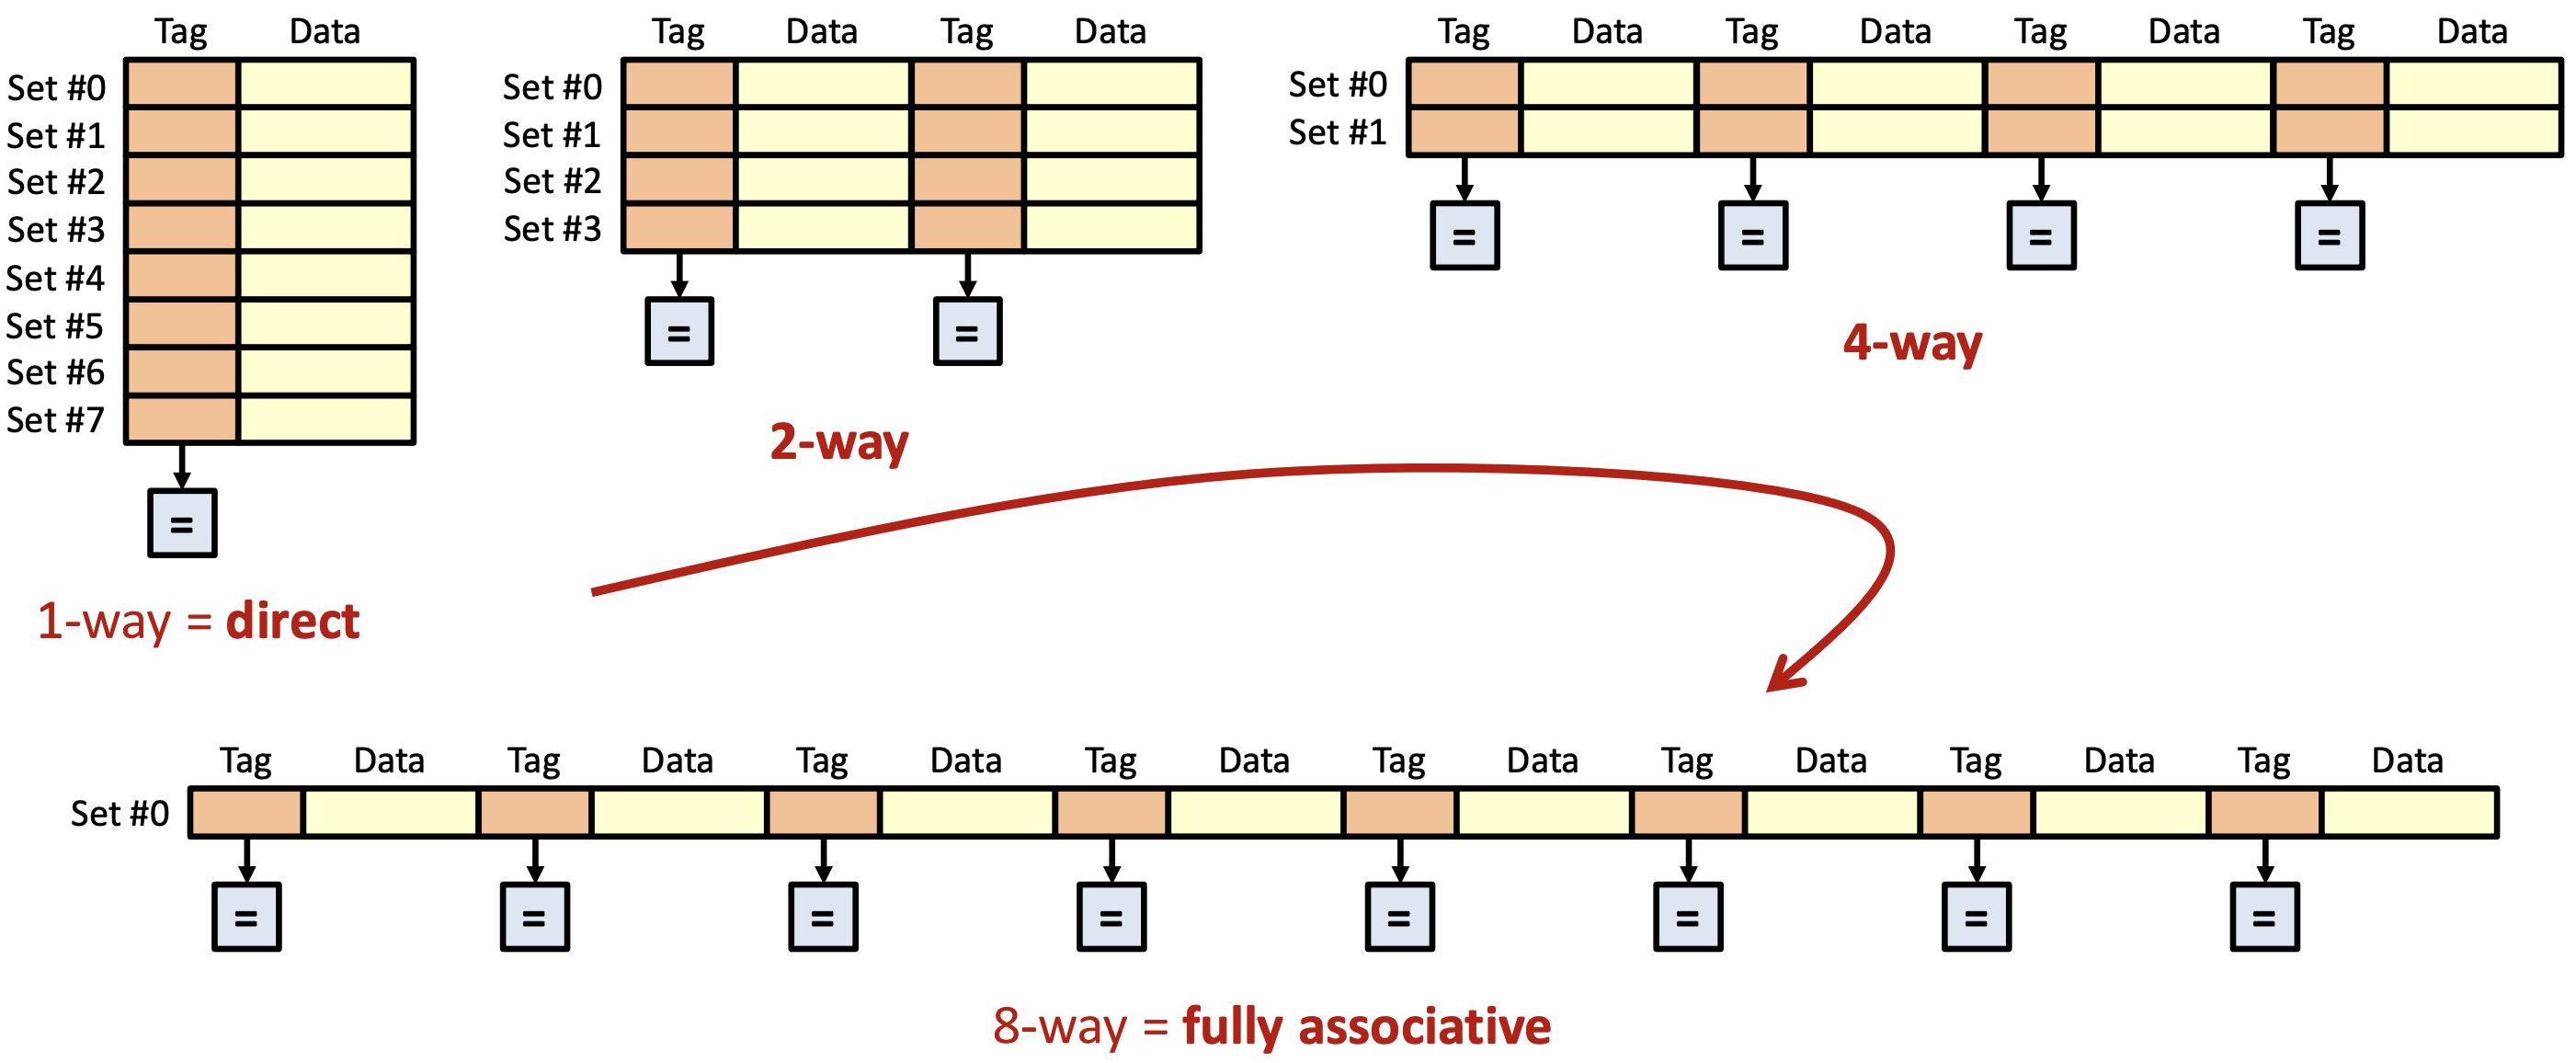 Tag Data
Set #0
Set #1
Set #2
Set #3
Set #4
Set #5
Set #6
Set #7
=
1-way = direct
Tag Data Tag Data
Set #0
Set #1
Set #2
Set #3
= =
2-way
Tag Data Tag Data Tag Data Tag Data
Set #0
Set #1
= = = =
4-way
Tag Data Tag Data Tag Data Tag Data Tag Data Tag Data Tag Data Tag Data
Set #0
= = = = = = = =
8-way = fully associative